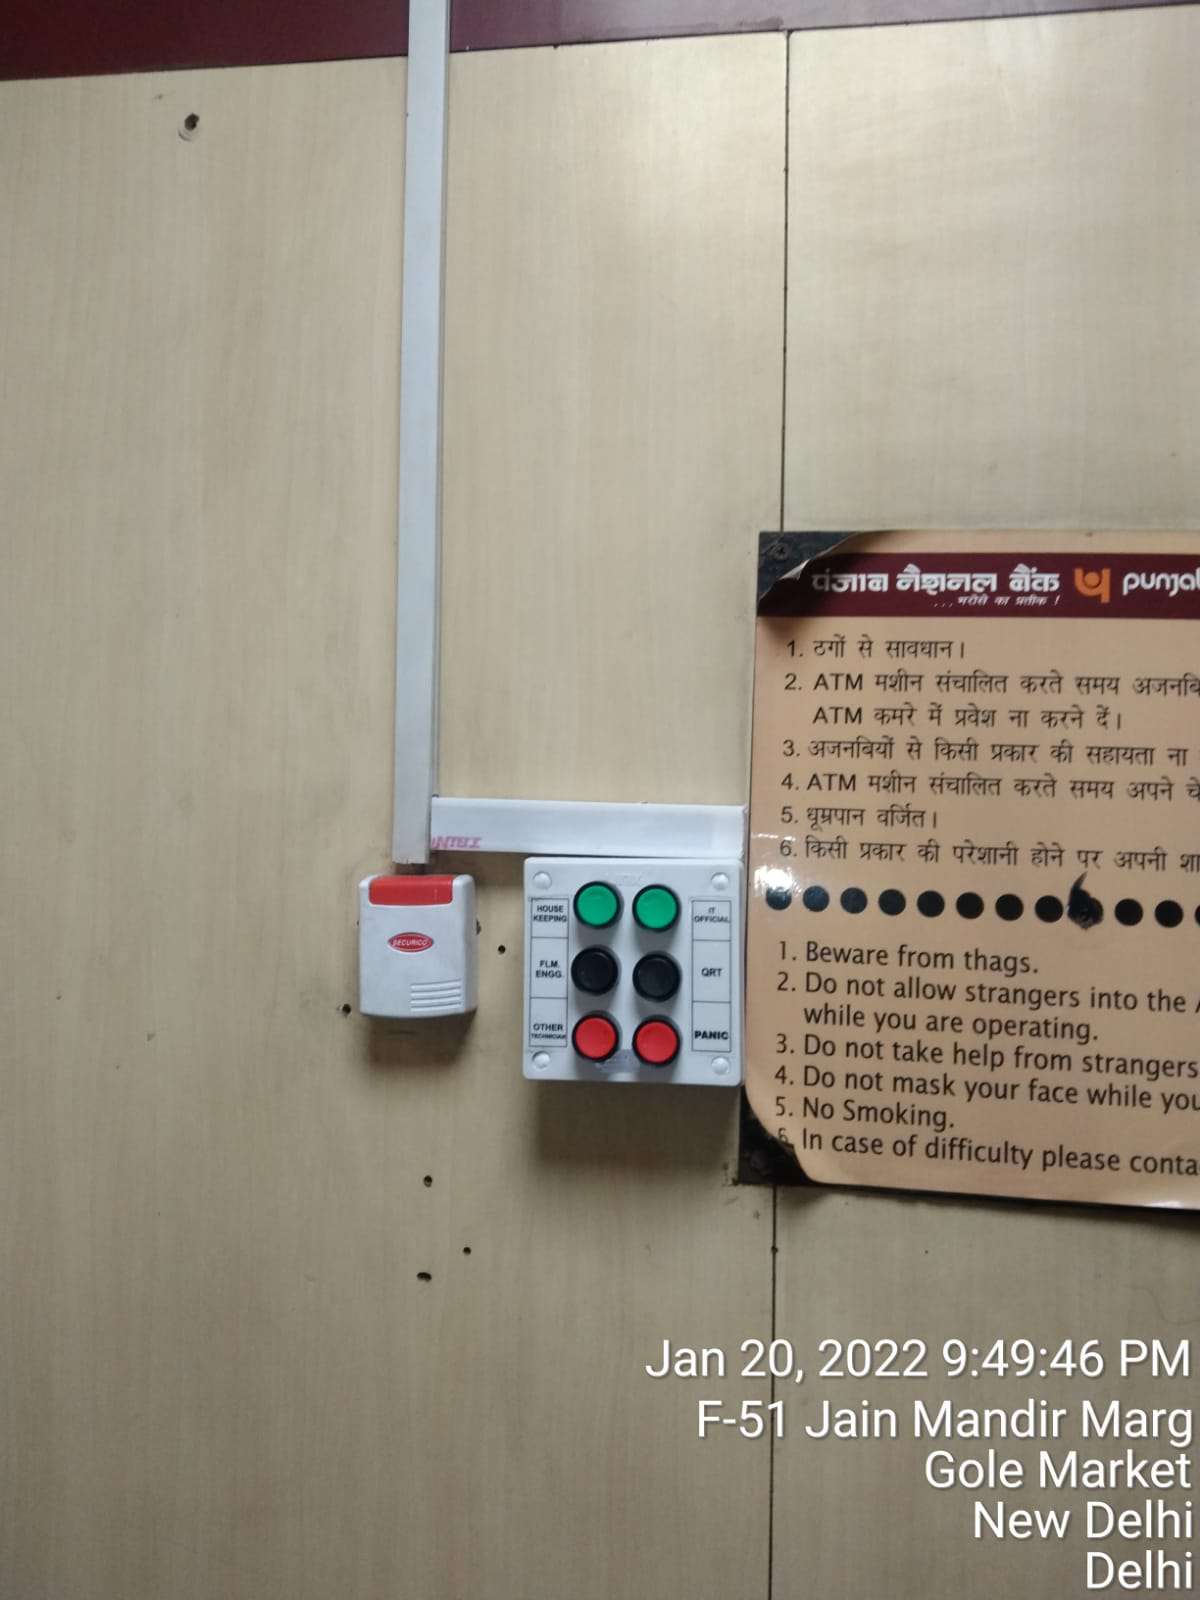 पंजाब नैशनल बैंक punjab
...भरोसे का प्रतीक !
1. ठगों से सावधान।
2. ATM मशीन संचालित करते समय अजनबि
ATM कमरे में प्रवेश ना करने दें।
3. अजनबियों से किसी प्रकार की सहायता ना
4. ATM मशीन संचालित करते समय अपने चे
5. धूम्रपान वर्जित।
6. किसी प्रकार की परेशानी होने पर अपनी शा
SECURICO
HOUSE
KEEPING
FLM.
ENGG.
OTHER
TECHNICIAN
IT
OFFICIAL
QRT
PANIC
1. Beware from thags.
2. Do not allow strangers into the A
while you are operating.
3. Do not take help from strangers
4. Do not mask your face while you
5. No Smoking.
6. In case of difficulty please conta
Jan 20, 2022 9:49:46 PM
F-51 Jain Mandir Marg
Gole Market
New Delhi
Delhi